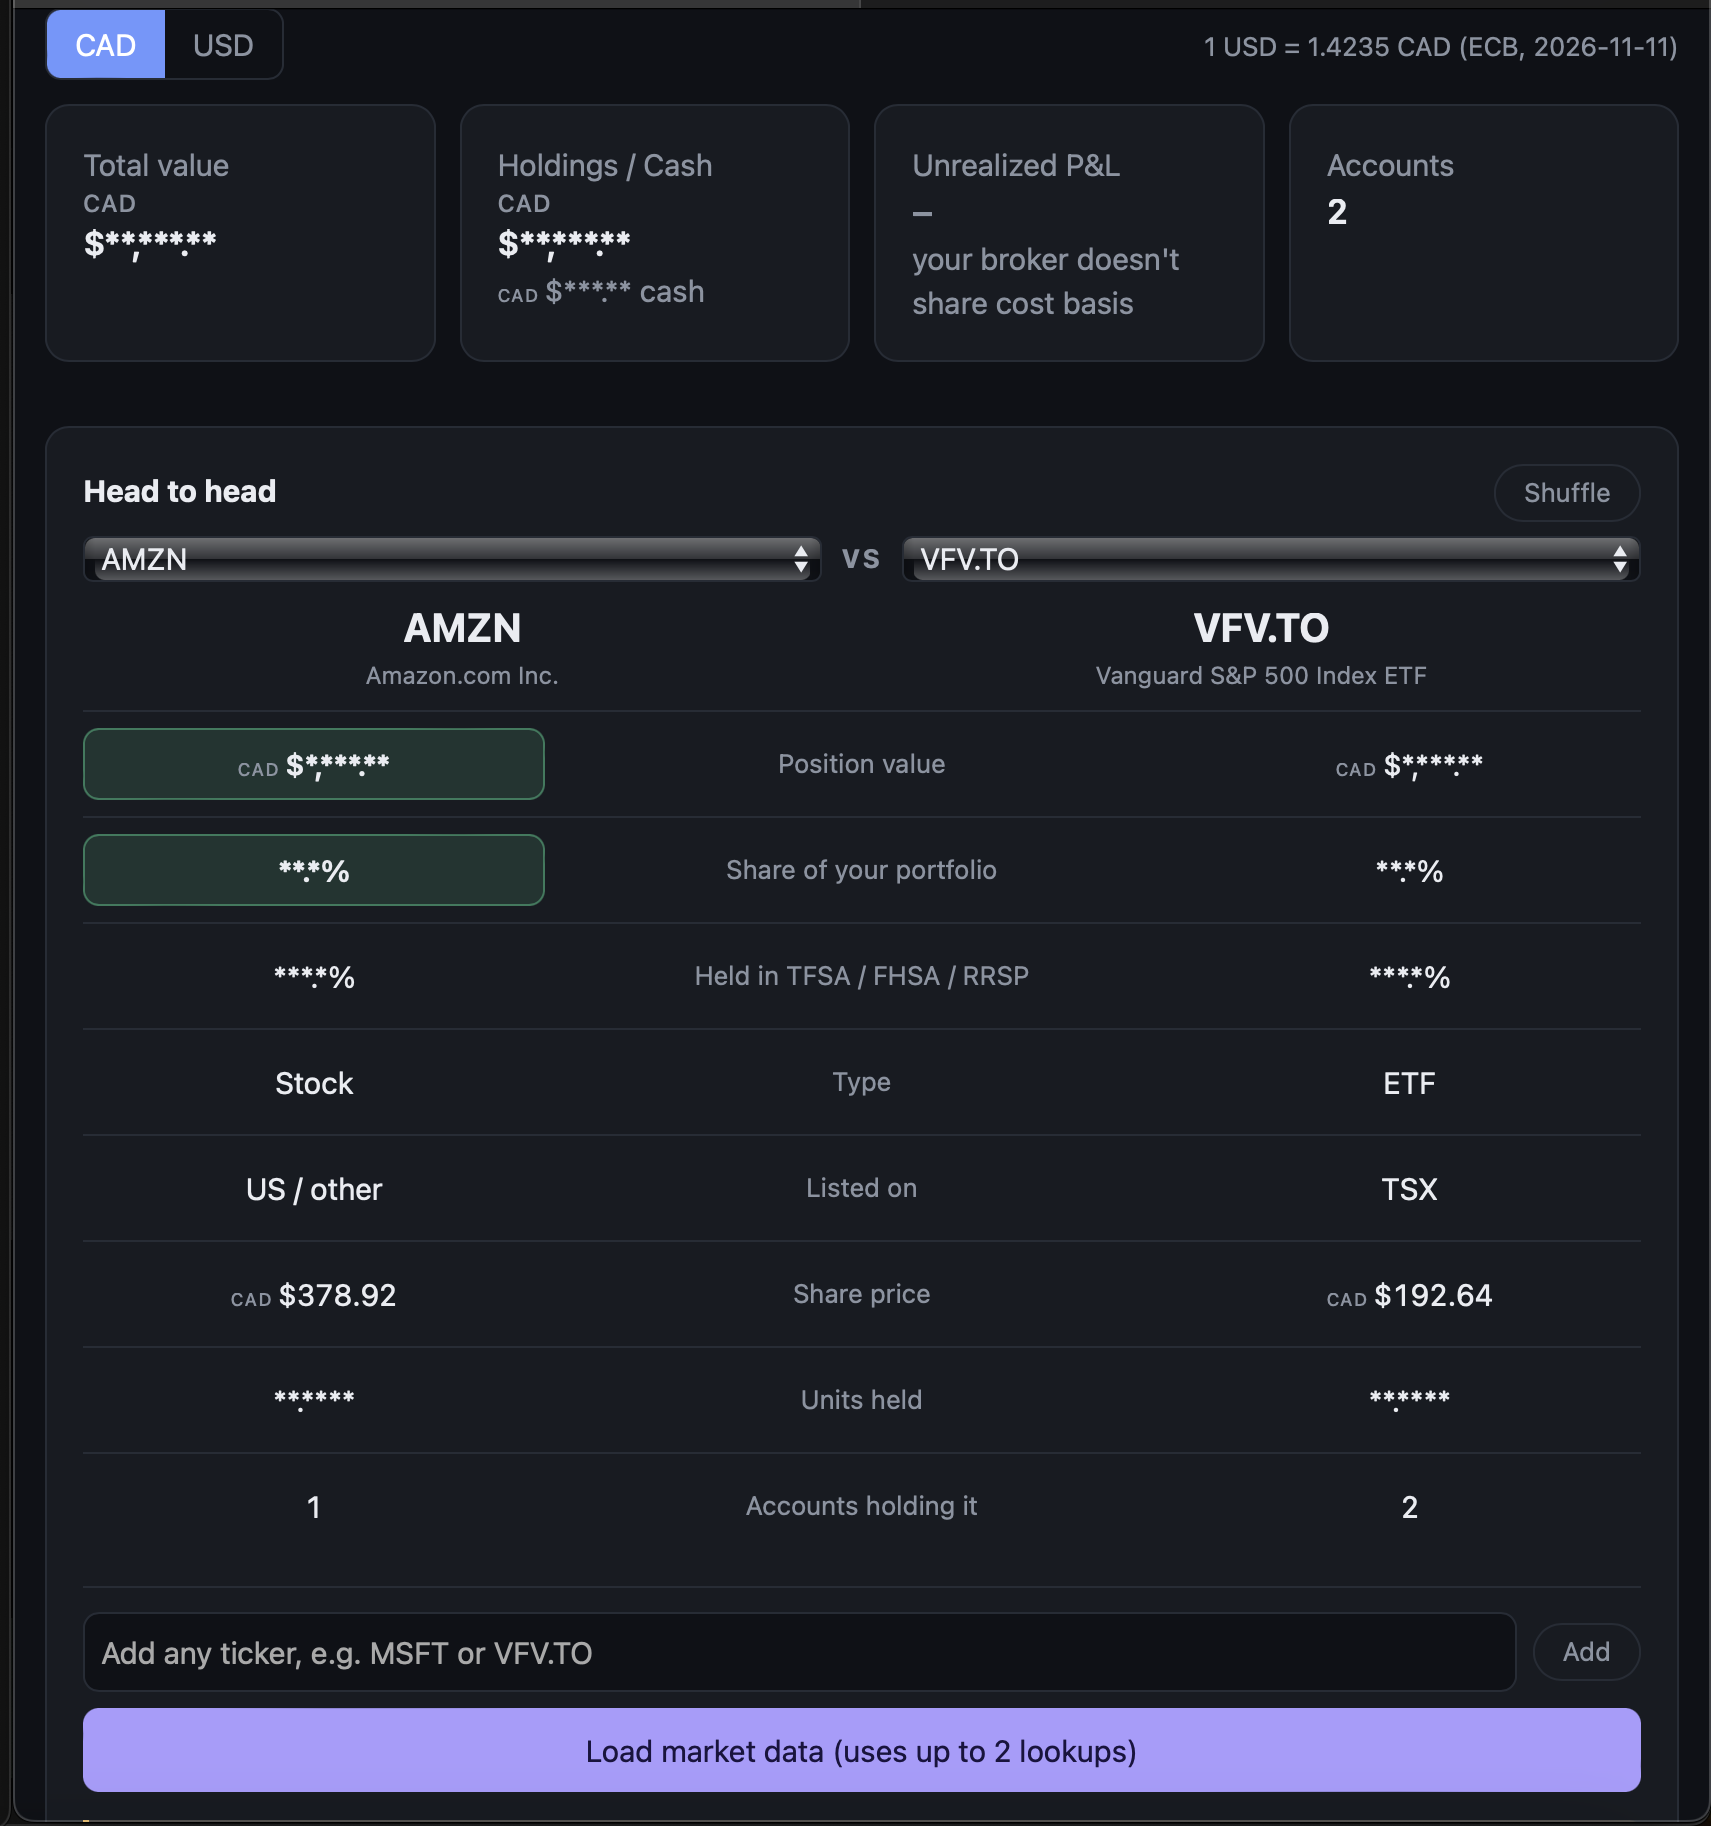 CAD USD 1 USD = 1.4235 CAD (ECB, 2026-11-11)
Total value
CAD
$**,***.**
Holdings / Cash
CAD
$**,***.**
CAD $***.** cash
Unrealized P&L
–
your broker doesn't
share cost basis
Accounts
2
Head to head Shuffle
AMZN vs VFV.TO
AMZN VFV.TO
Amazon.com Inc. Vanguard S&P 500 Index ETF
CAD $*,***.** Position value CAD $*,***.**
**.*% Share of your portfolio **.*%
***.*% Held in TFSA / FHSA / RRSP ***.*%
Stock Type ETF
US / other Listed on TSX
CAD $378.92 Share price CAD $192.64
**.**** Units held **.****
1 Accounts holding it 2
Add any ticker, e.g. MSFT or VFV.TO Add
Load market data (uses up to 2 lookups)